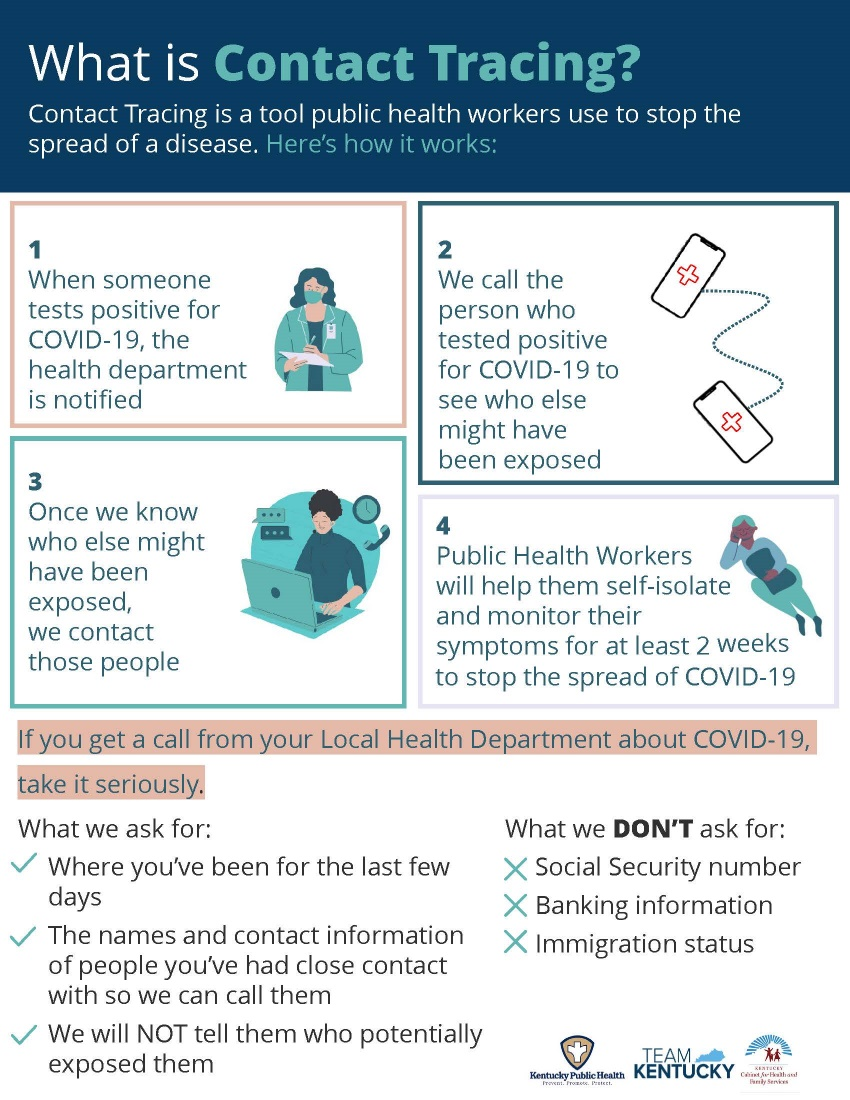 What is Contact Tracing?
Contact Tracing is a tool public health workers use to stop the
spread of a disease. Here's how it works:
1
When someone
tests positive for
COVID-19, the
health department
is notified
2
We call the
person who
tested positive
for COVID-19 to
see who else
might have
been exposed
3
Once we know
who else might
have been
exposed,
we contact
those people
4
Public Health Workers
will help them self-isolate
and monitor their
symptoms for at least 2 weeks
to stop the spread of COVID-19
If you get a call from your Local Health Department about COVID-19,
take it seriously.
What we ask for:
Where you've been for the last few
days
The names and contact information
of people you've had close contact
with so we can call them
We will NOT tell them who potentially
exposed them
What we DON'T ask for:
Social Security number
Banking information
Immigration status
Kentucky Public Health
Prevent. Promote. Protect.
TEAM
KENTUCKY
KENTUCKY
Cabinet for Health and
Family Services